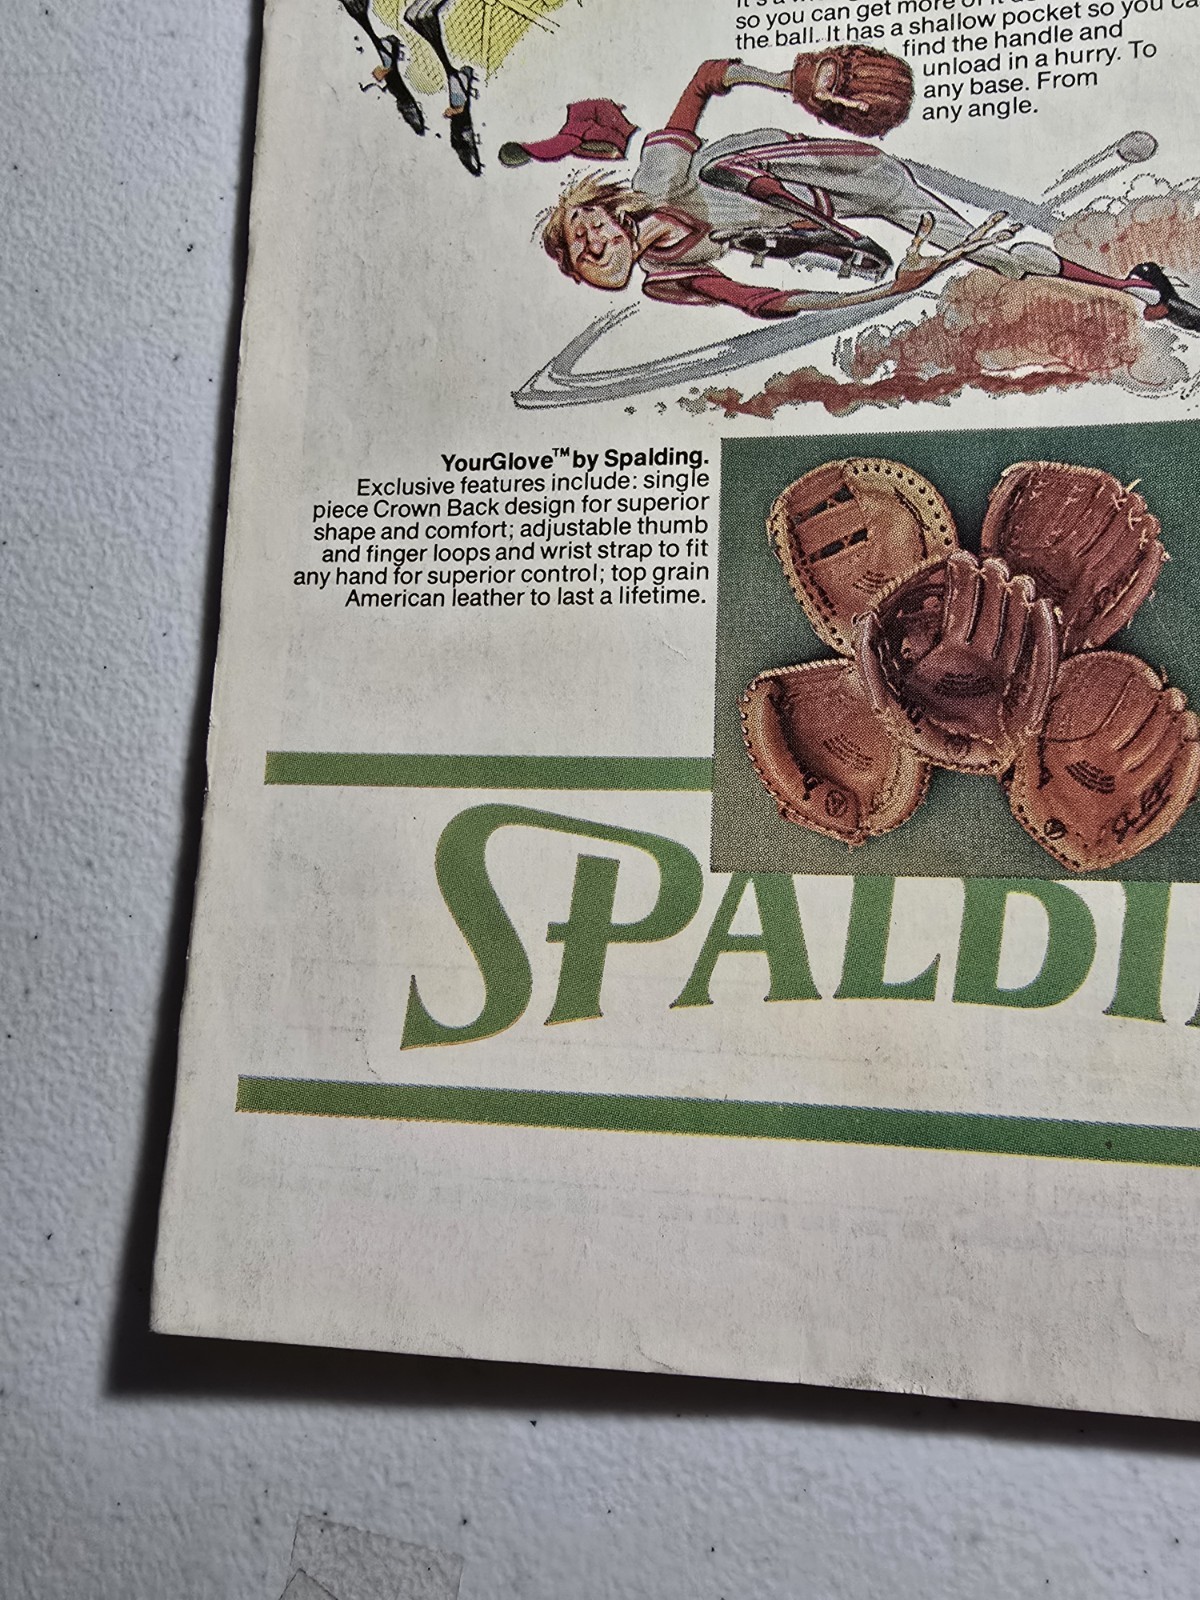 so you can get more of it
the ball. It has a shallow pocket so you
find the handle and
unload in a hurry. To
any base. From
any angle.
YourGlove™ by Spalding.
Exclusive features include: single
piece Crown Back design for superior
shape and comfort; adjustable thumb
and finger loops and wrist strap to fit
any hand for superior control; top grain
American leather to last a lifetime.
SPALDI